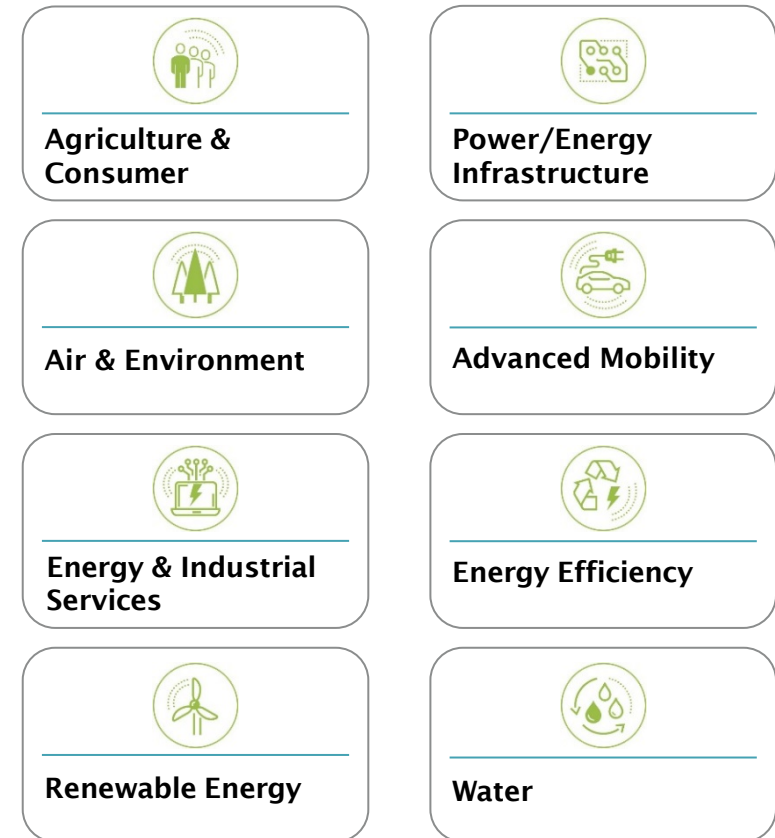 Agriculture &
Consumer
Power/Energy
Infrastructure
Air & Environment
Advanced Mobility
Energy & Industrial
Services
Energy Efficiency
Renewable Energy
Water